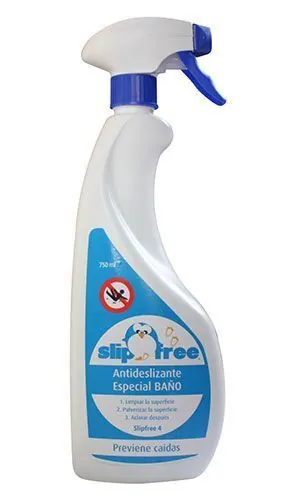 750 ml
slip free
Antideslizante
Especial BAÑO
1. Limpiar la superficie
2. Pulverizar la superficie
3. Aclarar después
Slipfree 4
Previene caídas